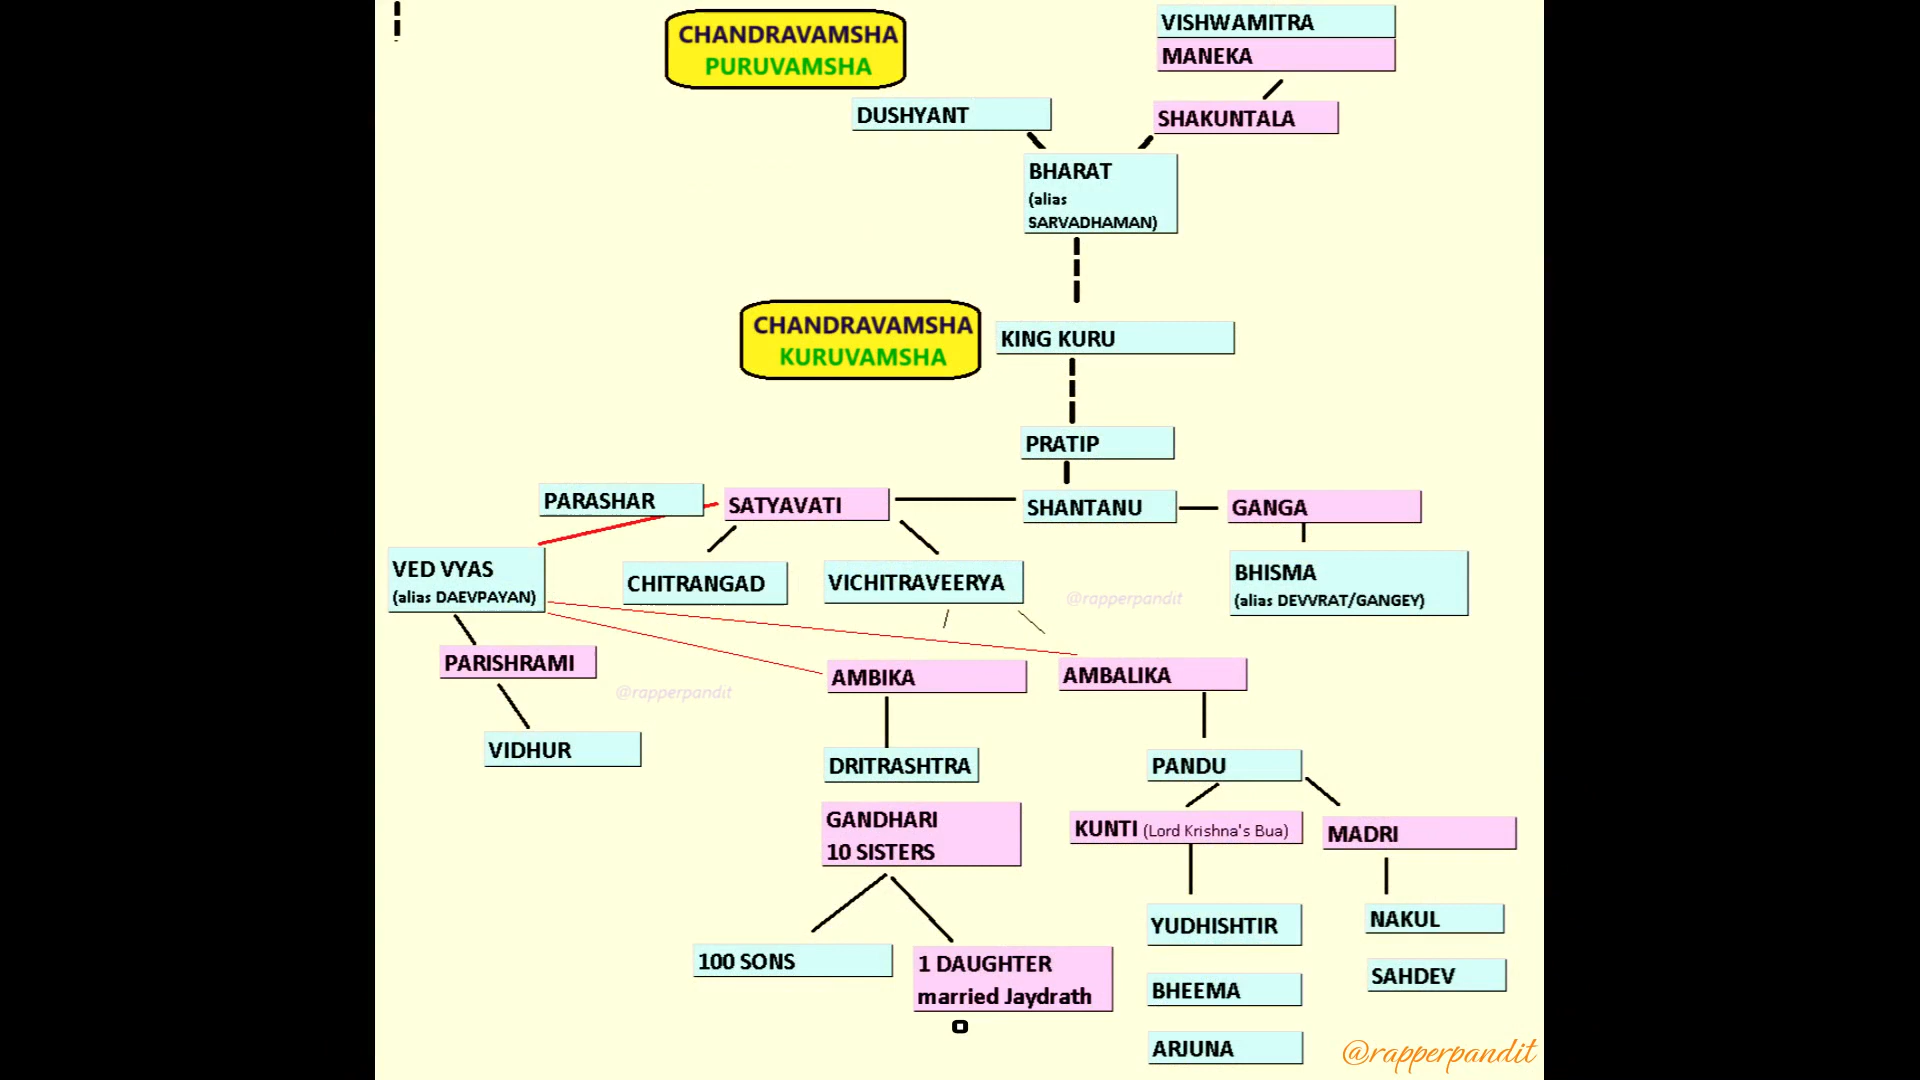 CHANDRAVAMSHA
PURUVAMSHA
VISHWAMITRA
MANEKA
DUSHYANT
SHAKUNTALA
BHARAT
(alias
SARVADHAMAN)
CHANDRAVAMSHA
KURUVAMSHA
KING KURU
PRATIP
PARASHAR
SATYAVATI
SHANTANU
GANGA
VED VYAS
(alias DAEVPAYAN)
CHITRANGAD
VICHITRAVEERYA
BHISMA
(alias DEVVRAT/GANGEY)
@rapperpandit
PARISHRAMI
@rapperpandit
AMBIKA
AMBALIKA
VIDHUR
DRITRASHTRA
PANDU
GANDHARI
10 SISTERS
KUNTI (Lord Krishna's Bua)
MADRI
YUDHISHTIR
NAKUL
100 SONS
1 DAUGHTER
married Jaydrath
BHEEMA
SAHDEV
ARJUNA
@rapperpandit